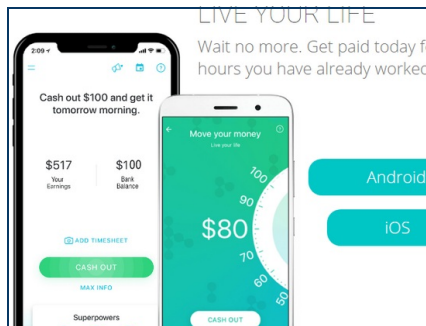 LIVE YOUR LIFE
Wait no more. Get paid today
hours you have already worked
2:09
Cash out $100 and get it
tomorrow morning.
$517
Your
Earnings
$100
Bank
Balance
ADD TIMESHEET
CASH OUT
MAX INFO
Superpowers
Move your money
Live your life
100
90
$80
70
60
50
CASH OUT
Android
iOS